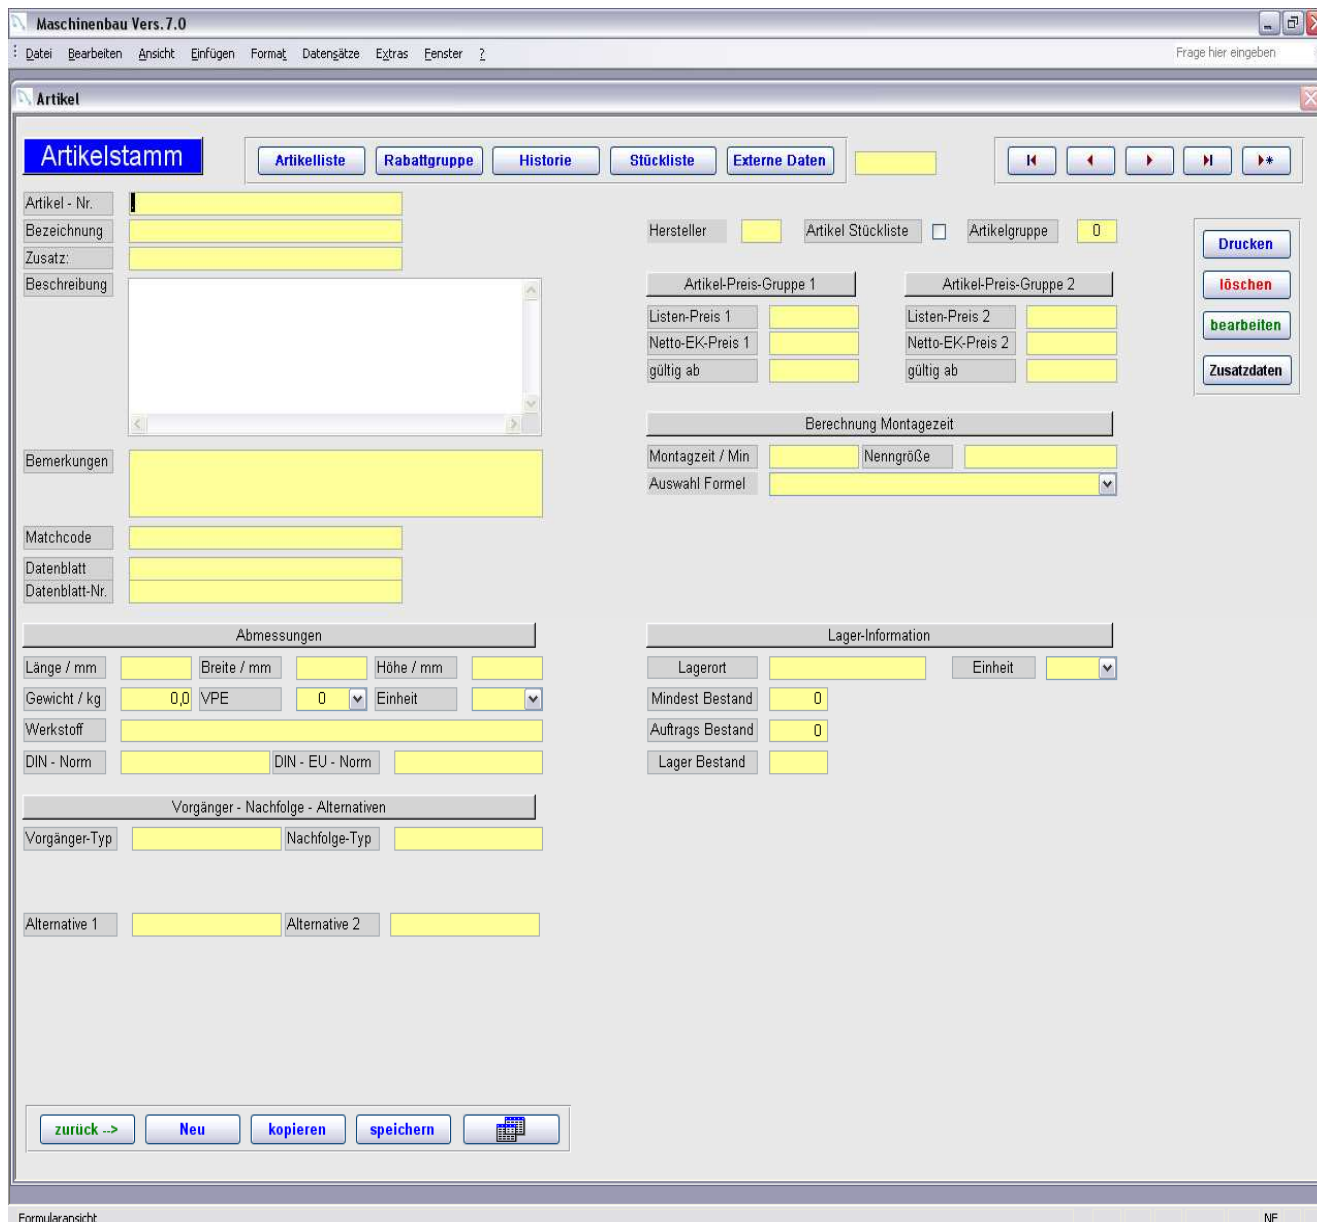 Maschinenbau Vers.7.0
Datei Bearbeiten Ansicht Einfügen Format Datensätze Extras Fenster ? Frage hier eingeben
Artikel
Artikelstamm Artikelliste Rabattgruppe Historie Stückliste Externe Daten
Artikel - Nr.
Bezeichnung
Zusatz:
Beschreibung
Bemerkungen
Matchcode
Datenblatt
Datenblatt-Nr.
Hersteller Artikel Stückliste Artikelgruppe 0
Artikel-Preis-Gruppe 1 Artikel-Preis-Gruppe 2
Listen-Preis 1 Listen-Preis 2
Netto-EK-Preis 1 Netto-EK-Preis 2
gültig ab gültig ab
Berechnung Montagezeit
Montagzeit / Min Nenngröße
Auswahl Formel
Drucken
löschen
bearbeiten
Zusatzdaten
Abmessungen
Länge / mm Breite / mm Höhe / mm
Gewicht / kg 0,0 VPE 0 Einheit
Werkstoff
DIN - Norm DIN - EU - Norm
Lager-Information
Lagerort Einheit
Mindest Bestand 0
Auftrags Bestand 0
Lager Bestand
Vorgänger - Nachfolge - Alternativen
Vorgänger-Typ Nachfolge-Typ
Alternative 1 Alternative 2
zurück --> Neu kopieren speichern
Formularansicht NF